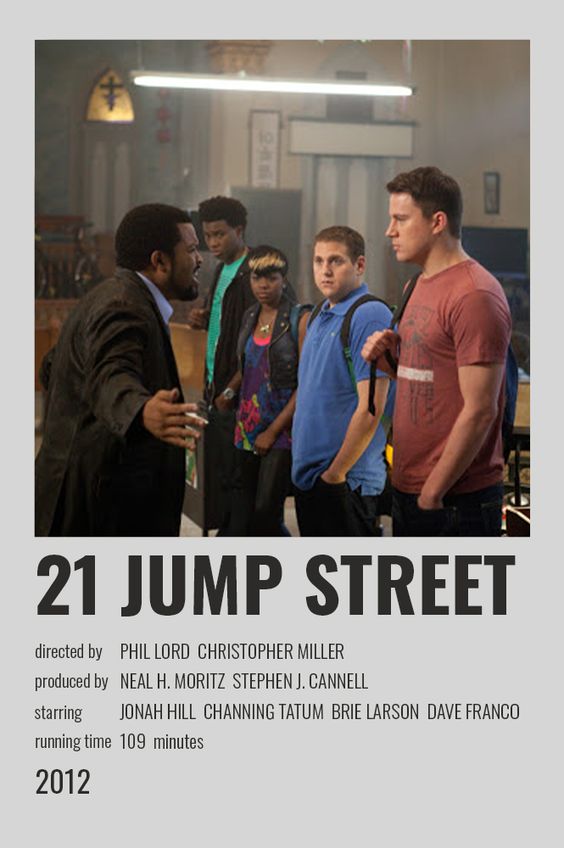 21 JUMP STREET
directed by PHIL LORD CHRISTOPHER MILLER
produced by NEAL H. MORITZ STEPHEN J. CANNELL
starring JONAH HILL CHANNING TATUM BRIE LARSON DAVE FRANCO
running time 109 minutes
2012